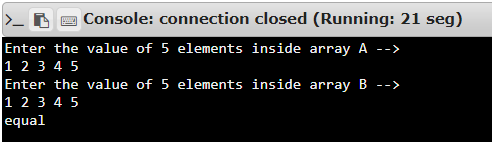 Console: connection closed (Running: 21 seg)
Enter the value of 5 elements inside array A -->
1 2 3 4 5
Enter the value of 5 elements inside array B -->
1 2 3 4 5
equal